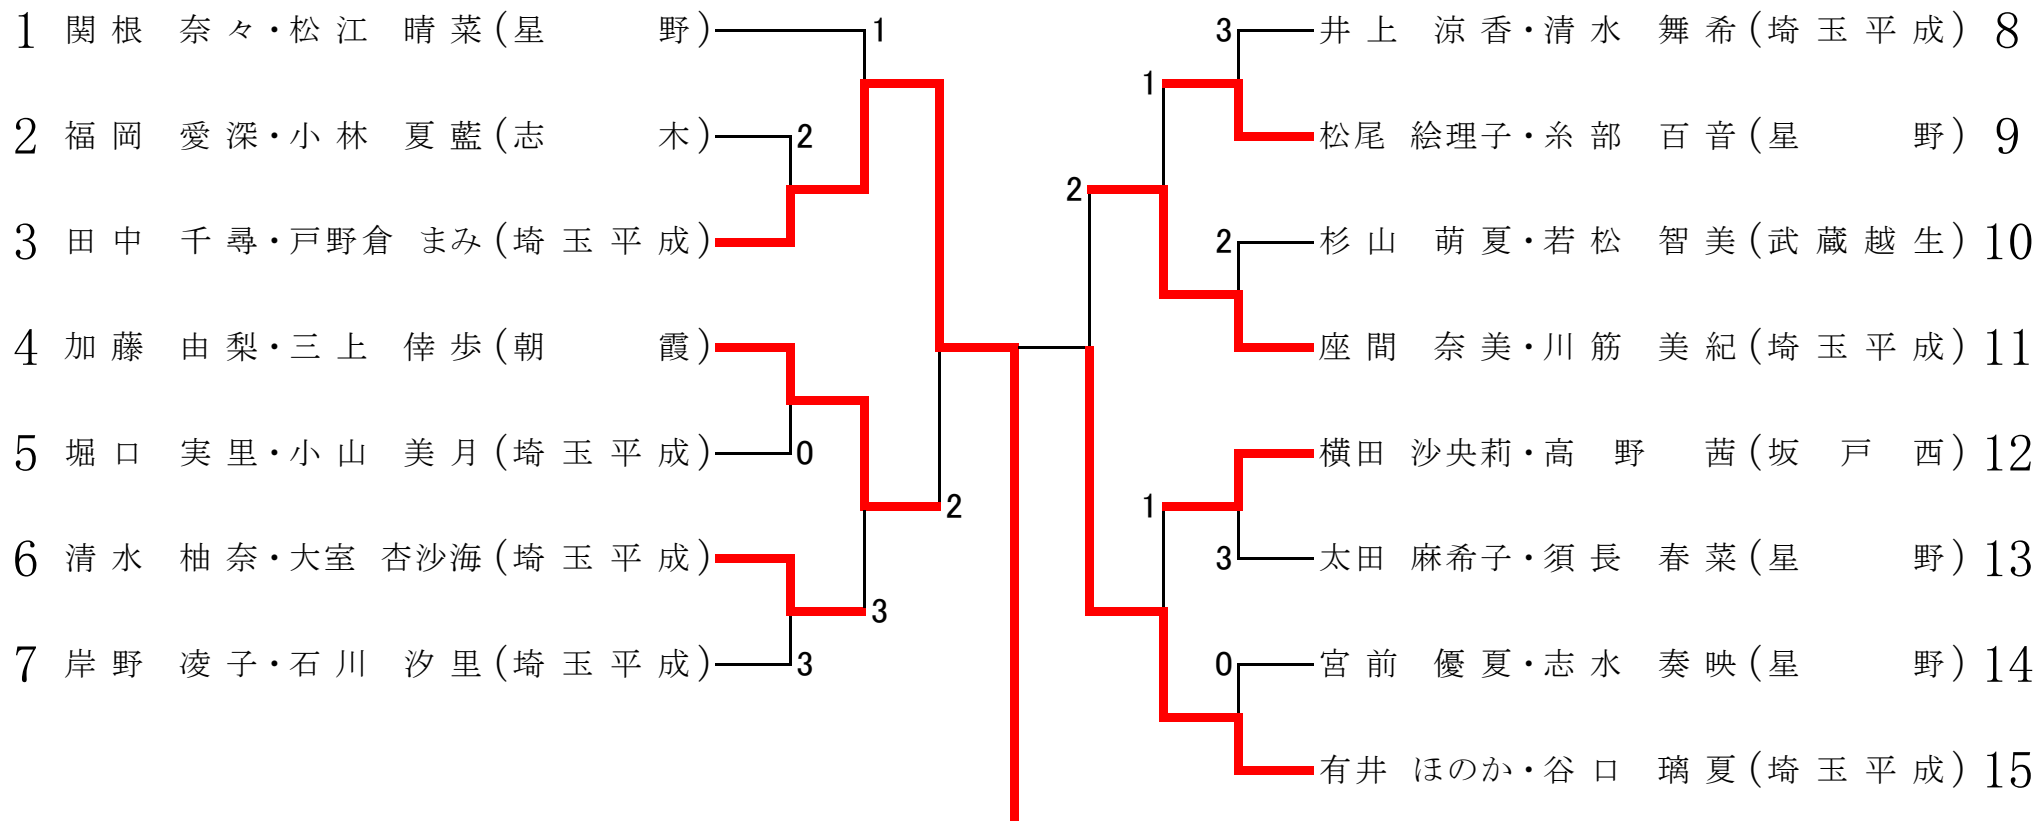 1 関根 奈々・松江 晴菜(星野) 1
2 福岡 愛深・小林 夏藍(志木) 2
3 田中 千尋・戸野倉 まみ(埼玉平成)
4 加藤 由梨・三上 倖歩(朝霞)
5 堀口 実里・小山 美月(埼玉平成) 0
2
6 清水 柚奈・大室 杏沙海(埼玉平成)
3
7 岸野 凌子・石川 汐里(埼玉平成) 3
3 井上 涼香・清水 舞希(埼玉平成) 8
1
松尾 絵理子・糸部 百音(星野) 9
2
2 杉山 萌夏・若松 智美(武蔵越生) 10
座間 奈美・川筋 美紀(埼玉平成) 11
横田 沙央莉・高野 茜(坂戸西) 12
1
3 太田 麻希子・須長 春菜(星野) 13
0 宮前 優夏・志水 奏映(星野) 14
有井 ほのか・谷口 璃夏(埼玉平成) 15